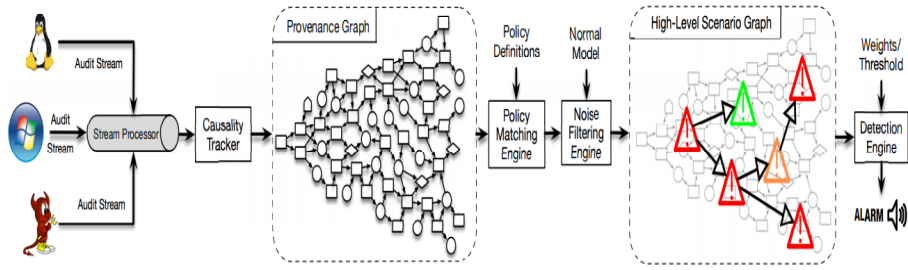 Audit Stream
Audit
Stream
Audit Stream
Stream Processor
Causality
Tracker
Provenance Graph
Policy
Definitions
Policy
Matching
Engine
Normal
Model
Noise
Filtering
Engine
High-Level Scenario Graph
Weights/
Threshold
Detection
Engine
ALARM